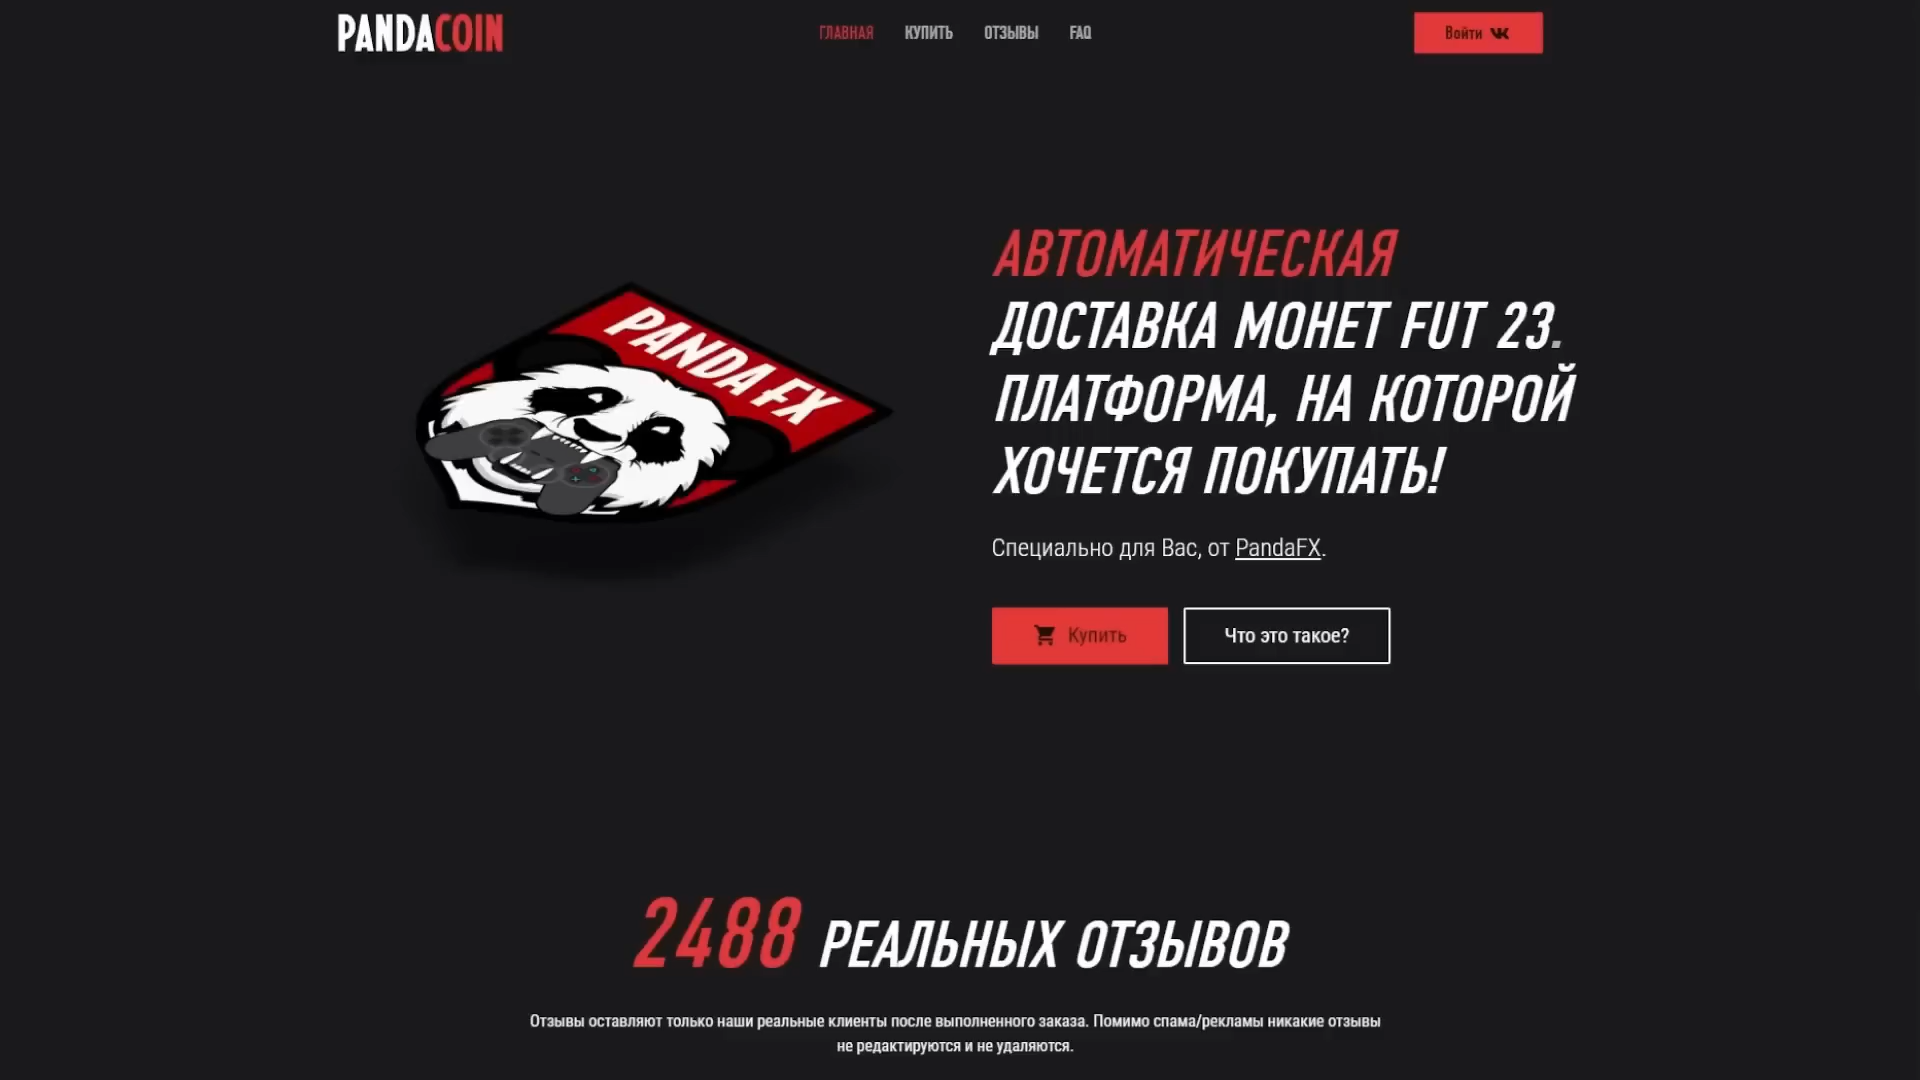 PANDACOIN
ГЛАВНАЯ
КУПИТЬ
ОТЗЫВЫ
FAQ
Войти
PANDA FX
АВТОМАТИЧЕСКАЯ
ДОСТАВКА МОНЕТ FUT 23.
ПЛАТФОРМА, НА КОТОРОЙ
ХОЧЕТСЯ ПОКУПАТЬ!
Специально для Вас, от PandaFX.
Купить
Что это такое?
2488 РЕАЛЬНЫХ ОТЗЫВОВ
Отзывы оставляют только наши реальные клиенты после выполненного заказа. Помимо спама/рекламы никакие отзывы
не редактируются и не удаляются.